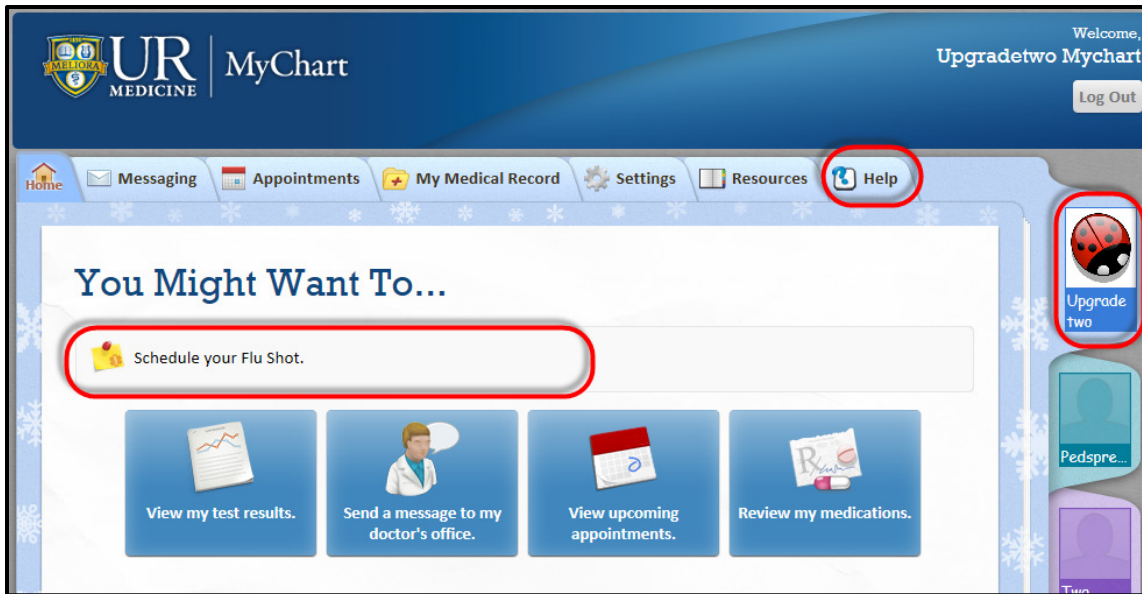 MELIORA
UR
MEDICINE
MyChart
Welcome,
Upgradetwo Mychart
Log Out
Home
Messaging
Appointments
My Medical Record
Settings
Resources
Help
You Might Want To...
Schedule your Flu Shot.
View my test results.
Send a message to my
doctor's office.
View upcoming
appointments.
Review my medications.
Upgrade
two
Pedspre...
Two